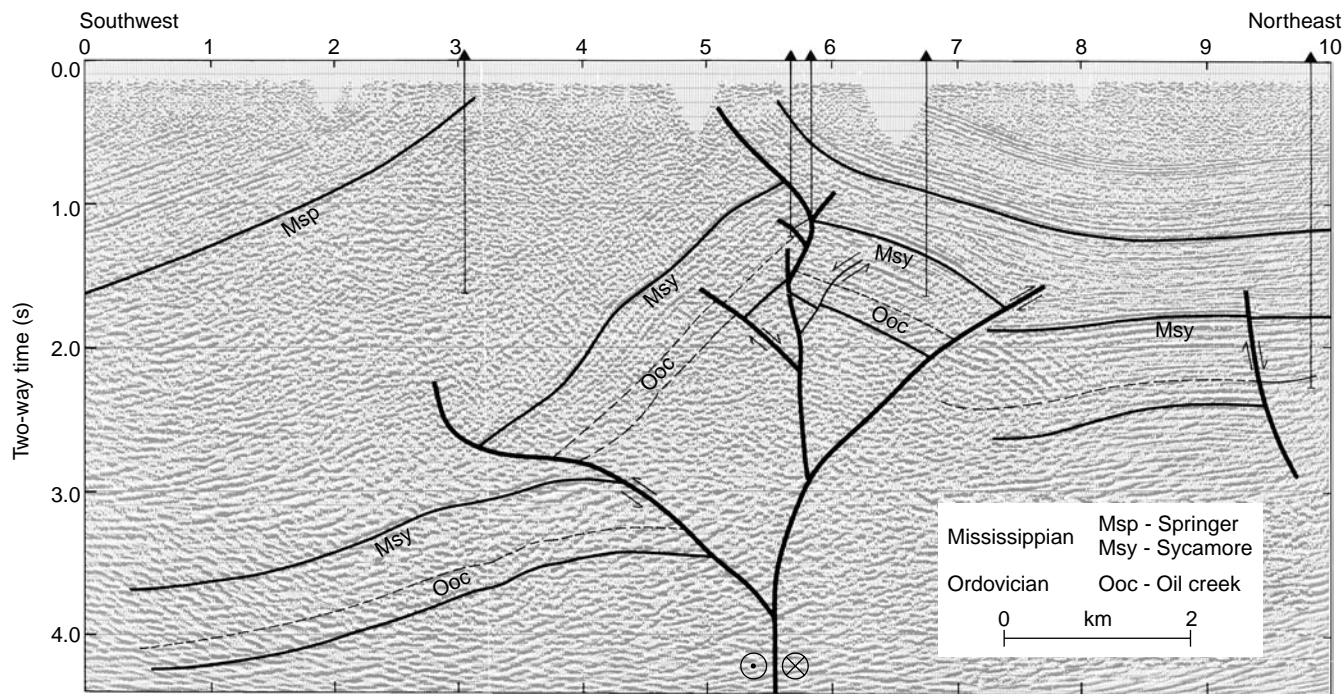 Southwest
Northeast
0 1 2 3 4 5 6 7 8 9 10
0.0
1.0
2.0
3.0
4.0
Two-way time (s)
Msp
Msy
Msy
Msy
Ooc
Ooc
Msy
Msy
Ooc
Mississippian
Msp - Springer
Msy - Sycamore
Ordovician
Ooc - Oil creek
0 km 2